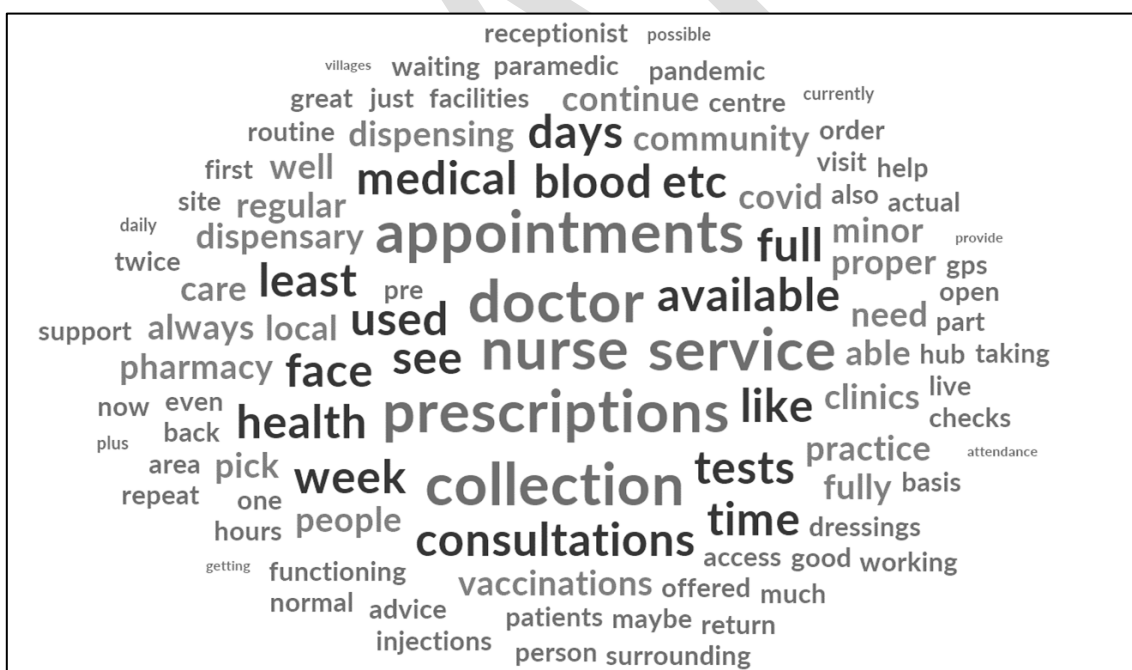 receptionist possible
villages waiting paramedic pandemic
great just facilities continue centre currently
routine dispensing days community order
first well medical blood etc covid visit help
site regular also actual
daily dispensary appointments full minor provide
twice proper gps
care least pre doctor available open
support always local used need part
pharmacy face see nurse service able hub taking
now even health prescriptions like clinics live
plus back checks
area pick week collection tests practice attendance
repeat one fully basis
hours people consultations time dressings
getting functioning access good working
normal advice vaccinations offered much
injections patients maybe return
person surrounding